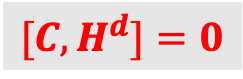 [C, H^d] = 0